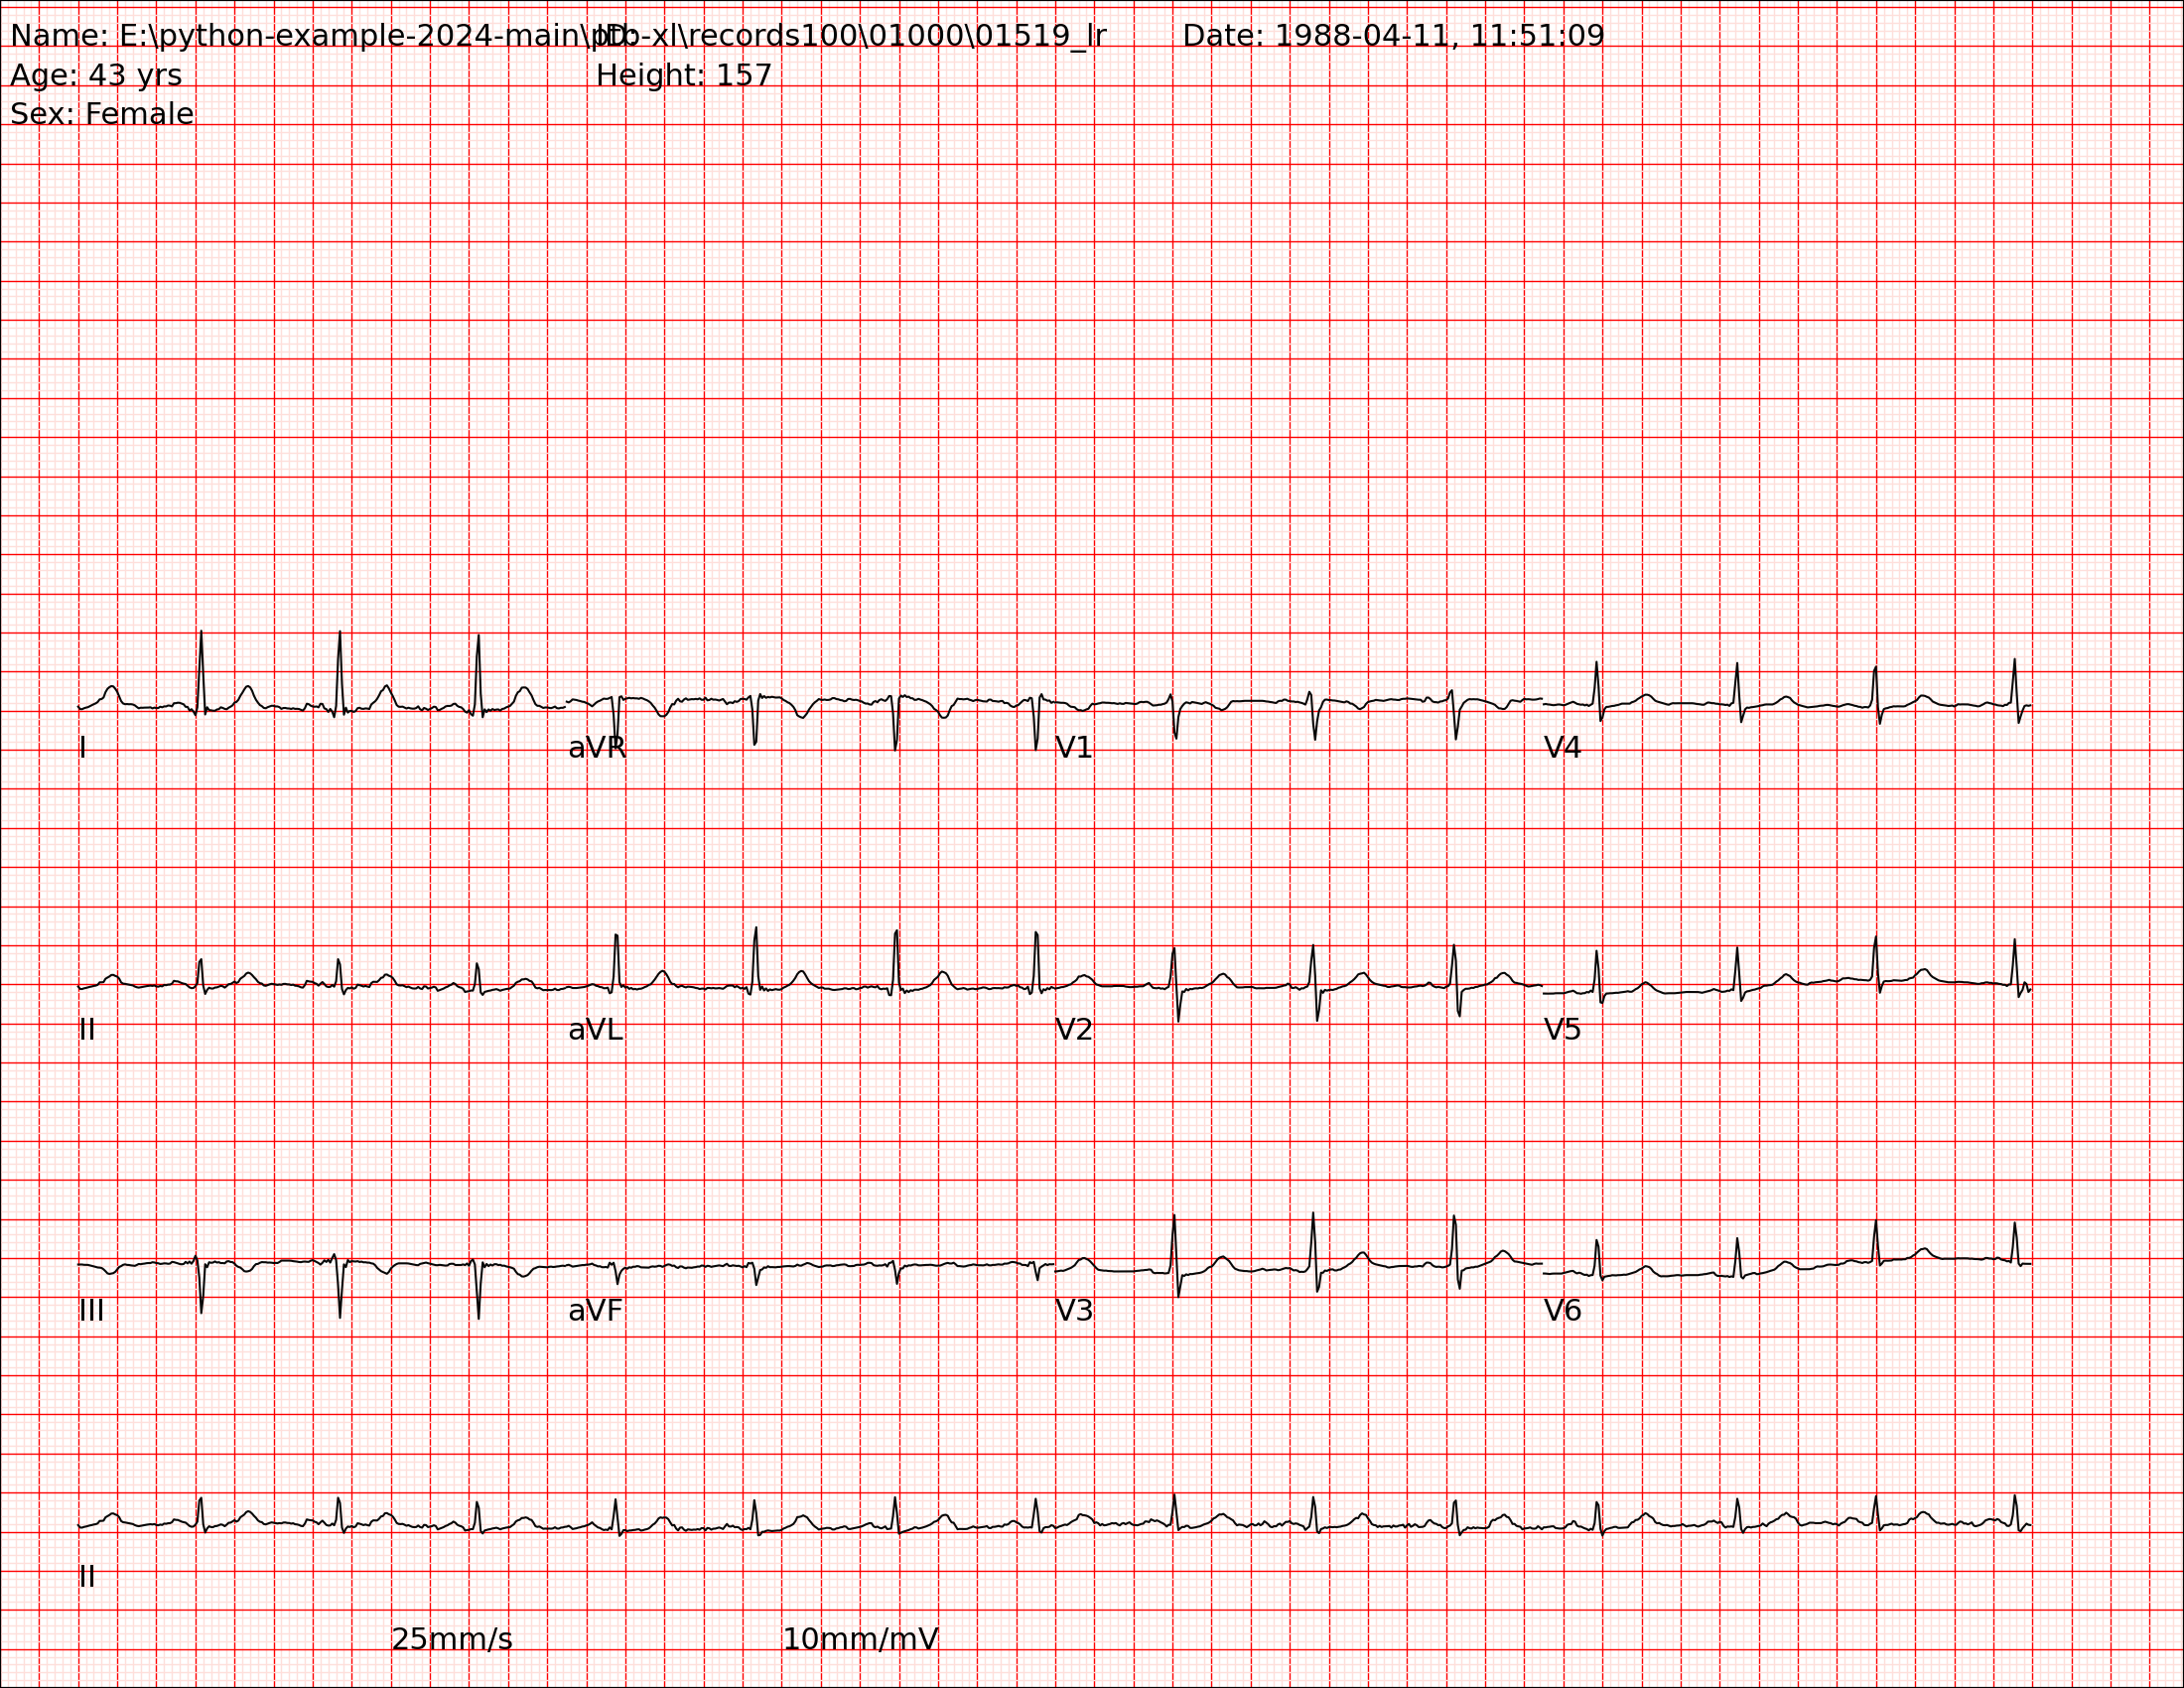 Name: E:\python-example-2024-main\ptb-xl\records100\01000\01519_lr ID: Date: 1988-04-11, 11:51:09
Age: 43 yrs Height: 157
Sex: Female
I aVR V1 V4
II aVL V2 V5
III aVF V3 V6
II
25mm/s 10mm/mV